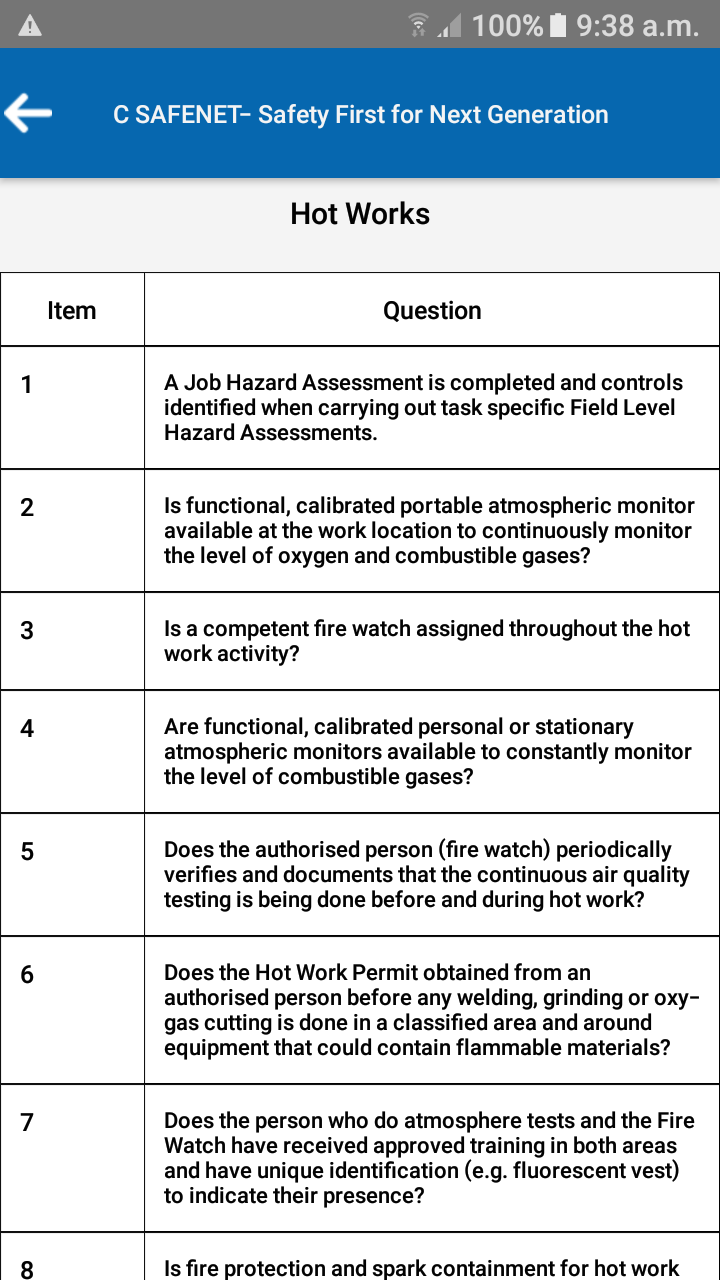 100% 9:38 a.m.
C SAFENET– Safety First for Next Generation
Hot Works
Item Question
1 A Job Hazard Assessment is completed and controls
identified when carrying out task specific Field Level
Hazard Assessments.
2 Is functional, calibrated portable atmospheric monitor
available at the work location to continuously monitor
the level of oxygen and combustible gases?
3 Is a competent fire watch assigned throughout the hot
work activity?
4 Are functional, calibrated personal or stationary
atmospheric monitors available to constantly monitor
the level of combustible gases?
5 Does the authorised person (fire watch) periodically
verifies and documents that the continuous air quality
testing is being done before and during hot work?
6 Does the Hot Work Permit obtained from an
authorised person before any welding, grinding or oxy–
gas cutting is done in a classified area and around
equipment that could contain flammable materials?
7 Does the person who do atmosphere tests and the Fire
Watch have received approved training in both areas
and have unique identification (e.g. fluorescent vest)
to indicate their presence?
8 Is fire protection and spark containment for hot work